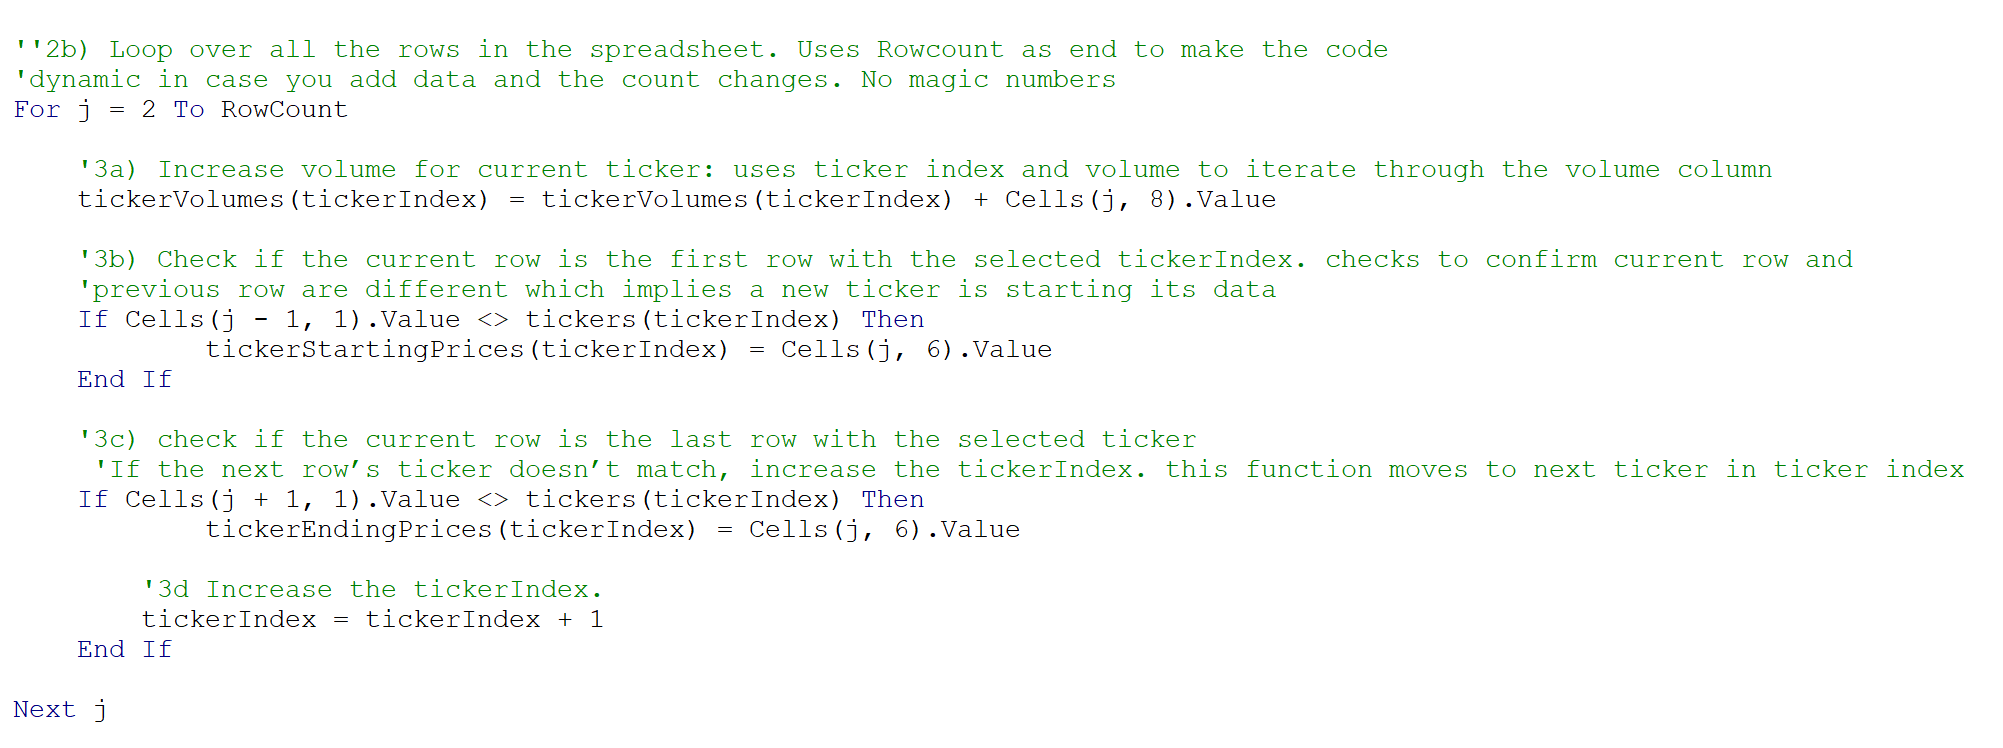 ''2b) Loop over all the rows in the spreadsheet. Uses Rowcount as end to make the code
'dynamic in case you add data and the count changes. No magic numbers
For j = 2 To RowCount
'3a) Increase volume for current ticker: uses ticker index and volume to iterate through the volume column
tickerVolumes(tickerIndex) = tickerVolumes(tickerIndex) + Cells(j, 8).Value
'3b) Check if the current row is the first row with the selected tickerIndex. checks to confirm current row and
'previous row are different which implies a new ticker is starting its data
If Cells(j - 1, 1).Value <> tickers(tickerIndex) Then
tickerStartingPrices(tickerIndex) = Cells(j, 6).Value
End If
'3c) check if the current row is the last row with the selected ticker
'If the next row’s ticker doesn’t match, increase the tickerIndex. this function moves to next ticker in ticker index
If Cells(j + 1, 1).Value <> tickers(tickerIndex) Then
tickerEndingPrices(tickerIndex) = Cells(j, 6).Value
'3d Increase the tickerIndex.
tickerIndex = tickerIndex + 1
End If
Next j